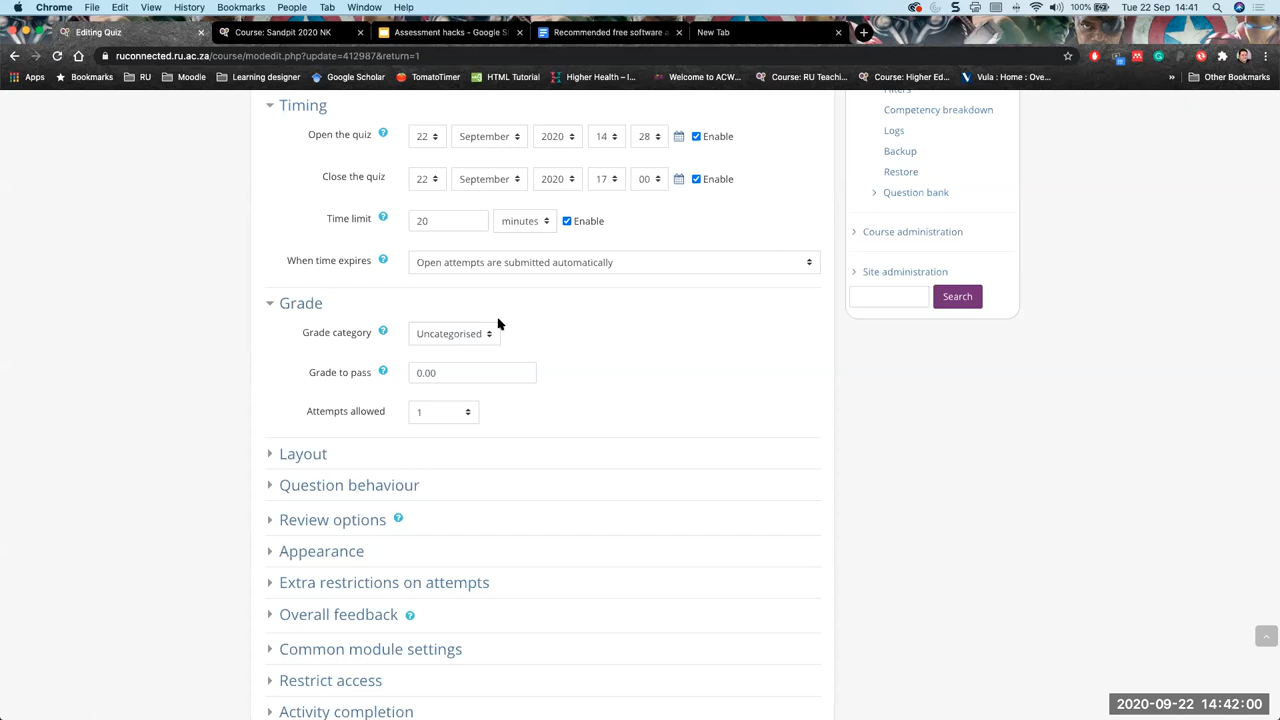 Chrome File Edit View History Bookmarks People Tab Window Help 100% Tue 22 Sep 14:41
Editing Quiz Course: Sandpit 2020 NK Assessment hacks - Google Sl Recommended free software a New Tab
ruconnected.ru.ac.za/course/modedit.php?update=412987&return=1
Apps Bookmarks RU Moodle Learning designer Google Scholar TomatoTimer HTML Tutorial Higher Health – I... Welcome to ACW... Course: RU Teachi... Course: Higher Ed... Vula : Home : Ove... » Other Bookmarks
Filters
Timing
Competency breakdown
Open the quiz 22 September 2020 14 28 Enable
Logs
Backup
Restore
Close the quiz 22 September 2020 17 00 Enable
Question bank
Time limit 20 minutes Enable
Course administration
When time expires Open attempts are submitted automatically
Site administration
Search
Grade
Grade category Uncategorised
Grade to pass 0.00
Attempts allowed 1
Layout
Question behaviour
Review options
Appearance
Extra restrictions on attempts
Overall feedback
Common module settings
Restrict access
Activity completion
2020-09-22 14:42:00